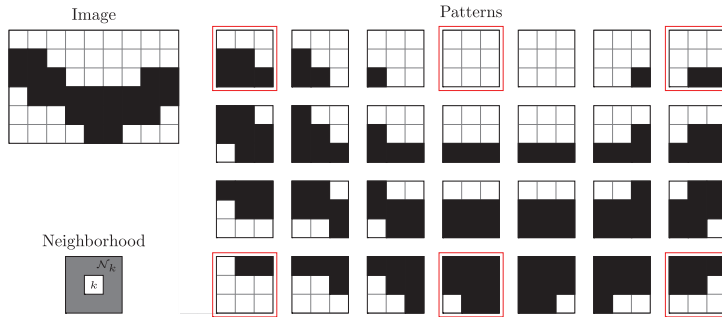 Image
Patterns
Neighborhood
𝒩k
k